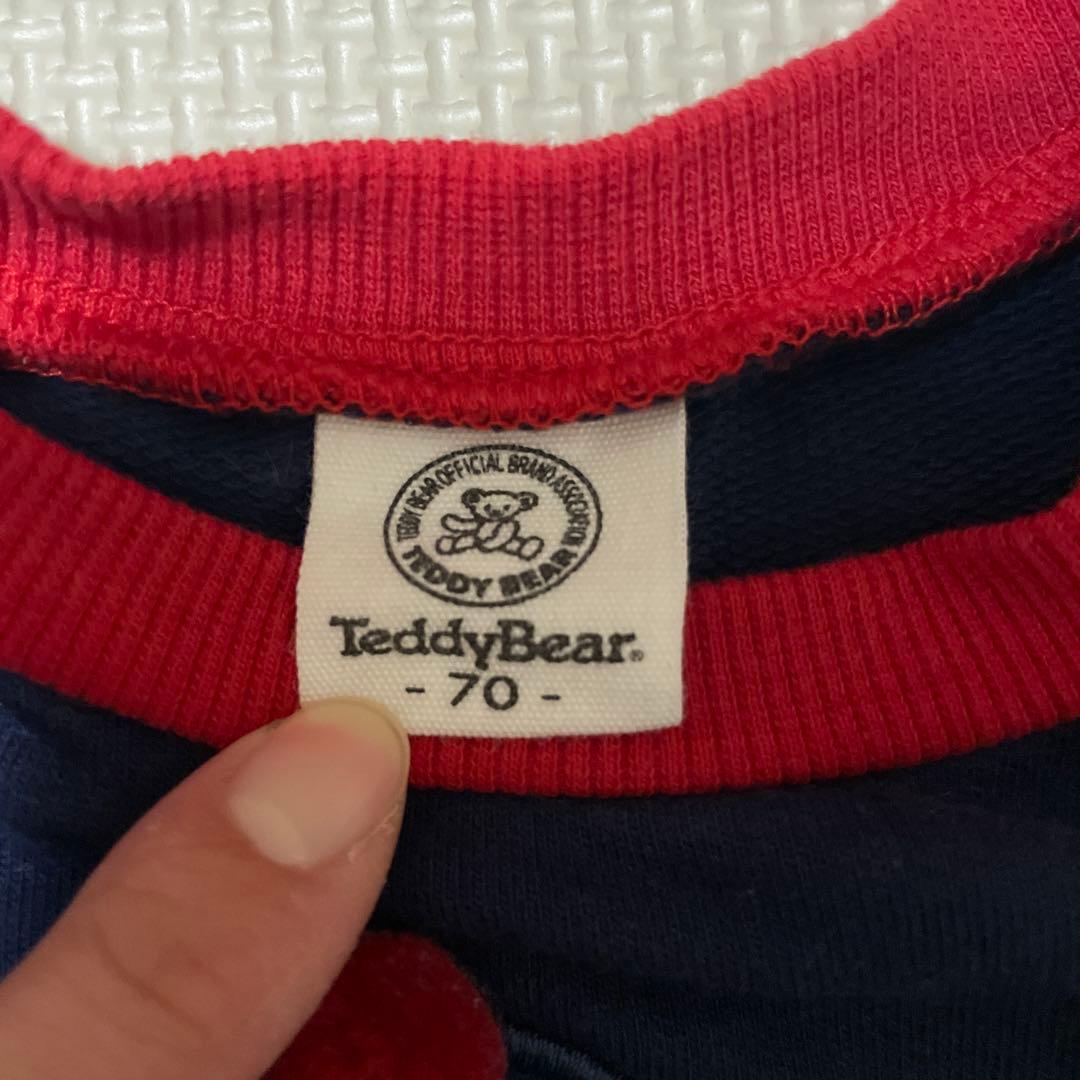 TEDDY BEAR OFFICIAL BRAND ASSOCIATION
TEDDY BEAR
TeddyBear®
- 70 -